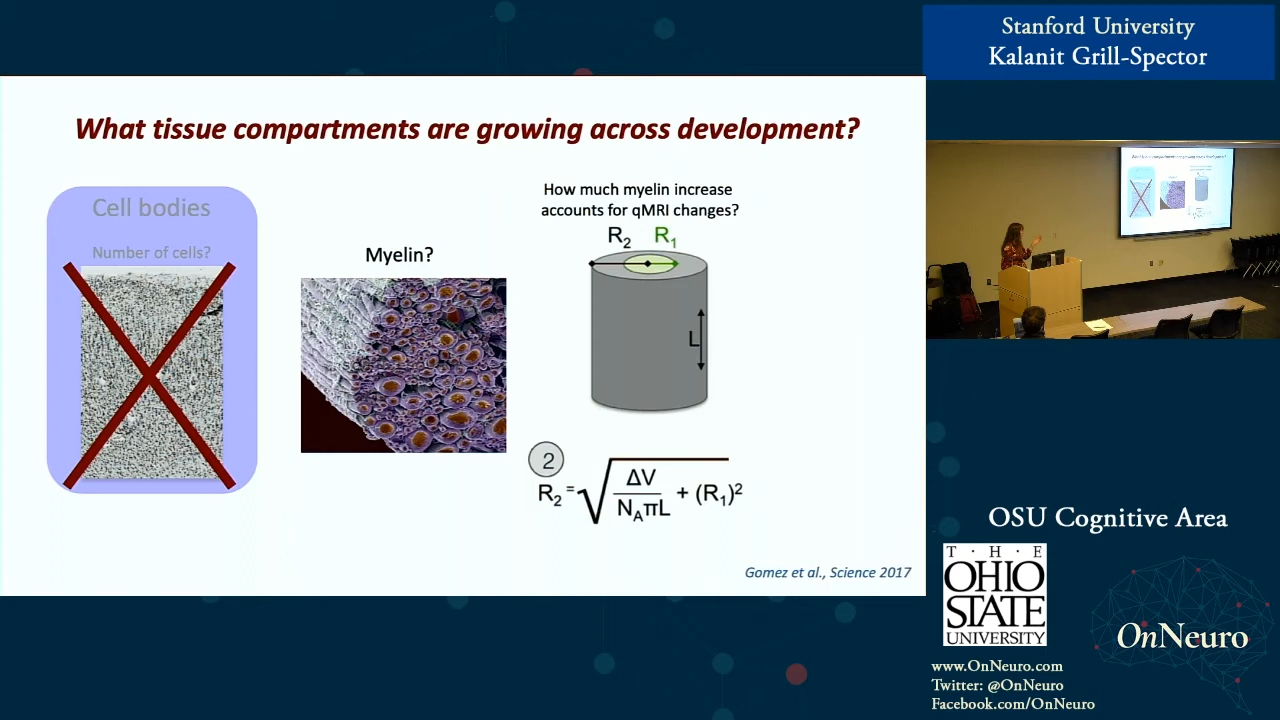 Stanford University
Kalanit Grill-Spector
What tissue compartments are growing across development?
Cell bodies
Number of cells?
Myelin?
How much myelin increase
accounts for qMRI changes?
R2 R1
L
2
R2 = √(ΔV / NAπL + (R1)²)
Gomez et al., Science 2017
OSU Cognitive Area
T · H · E
OHIO
STATE
UNIVERSITY
OnNeuro
www.OnNeuro.com
Twitter: @OnNeuro
Facebook.com/OnNeuro